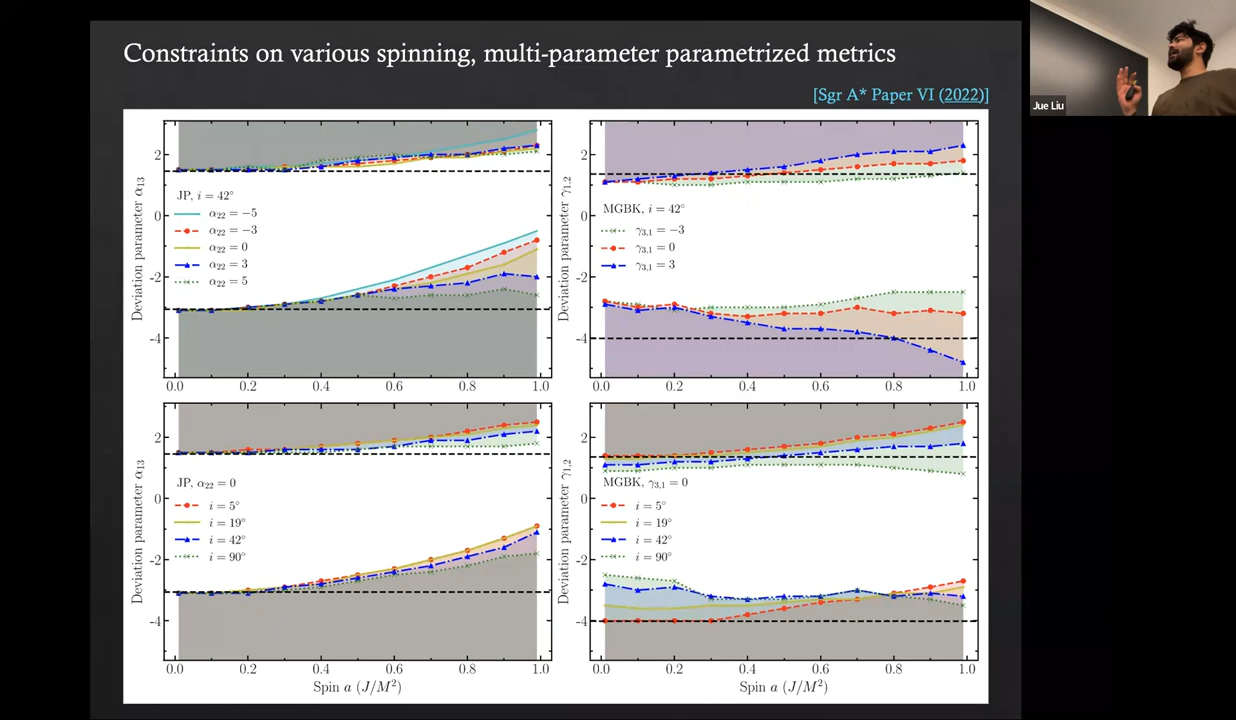 Constraints on various spinning, multi-parameter parametrized metrics
[Sgr A* Paper VI (2022)]
Jue Liu
Deviation parameter α13
2
0
-2
-4
JP, i = 42°
α22 = −5
α22 = −3
α22 = 0
α22 = 3
α22 = 5
0.0 0.2 0.4 0.6 0.8 1.0
Deviation parameter γ1,2
2
0
-2
-4
MGBK, i = 42°
γ3,1 = −3
γ3,1 = 0
γ3,1 = 3
0.0 0.2 0.4 0.6 0.8 1.0
Deviation parameter α13
2
0
-2
-4
JP, α22 = 0
i = 5°
i = 19°
i = 42°
i = 90°
0.0 0.2 0.4 0.6 0.8 1.0
Spin a (J/M²)
Deviation parameter γ1,2
2
0
-2
-4
MGBK, γ3,1 = 0
i = 5°
i = 19°
i = 42°
i = 90°
0.0 0.2 0.4 0.6 0.8 1.0
Spin a (J/M²)